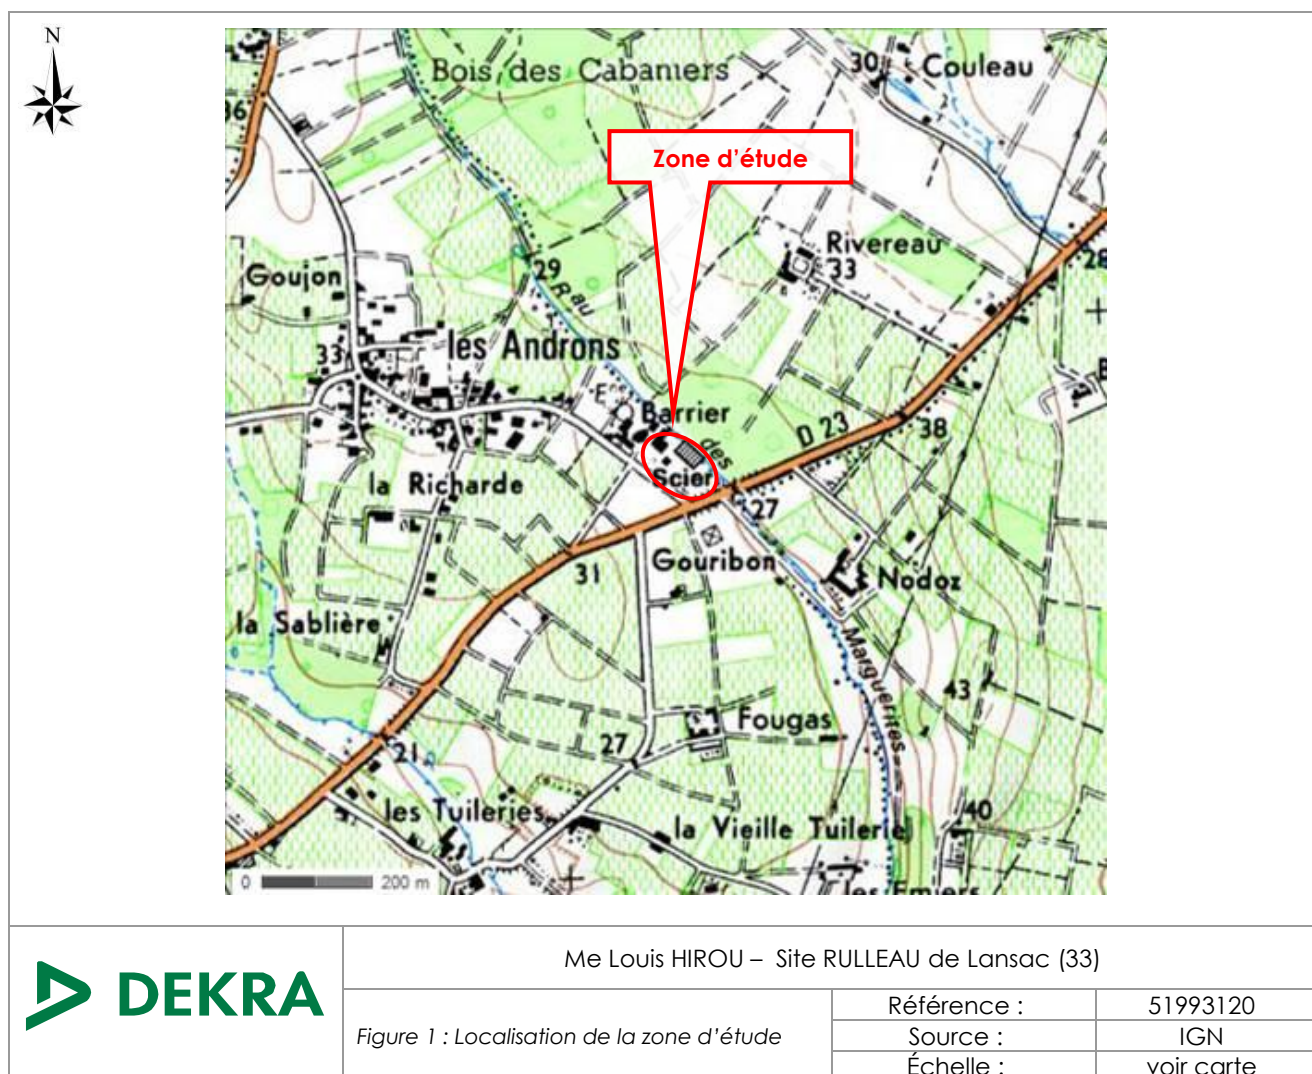 N
Bois des Cabaniers
30
Couleau
36
Zone d'étude
Rivereau
33
Goujon
29
Rau
28
33
les Androns
Barrier
D 23
38
des
la Richarde
Scier
27
Gouribon
31
Nodoz
la Sablière
Marguerites
43
Fougas
27
21
les Tuileries
la Vieille Tuilerie
40
les Emiers
0 200 m
DEKRA
Me Louis HIROU – Site RULLEAU de Lansac (33)
Figure 1 : Localisation de la zone d'étude
Référence : 51993120
Source : IGN
Échelle : voir carte